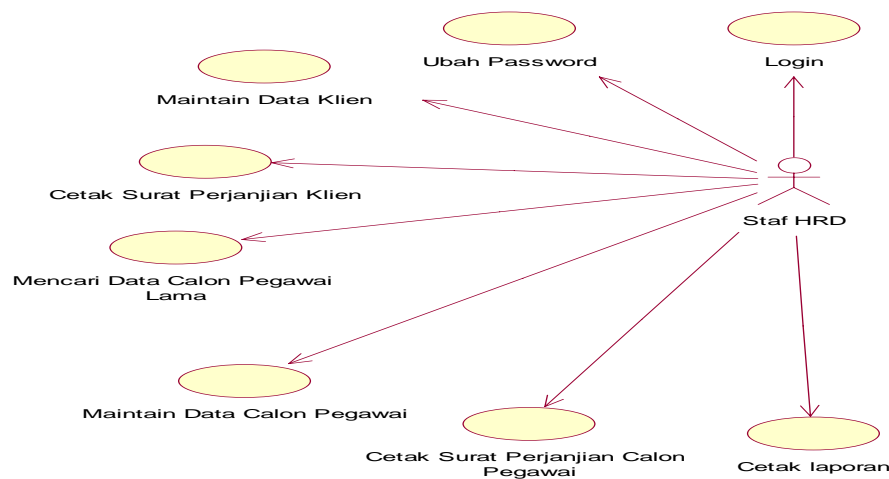 Ubah Password
Login
Maintain Data Klien
Cetak Surat Perjanjian Klien
Staf HRD
Mencari Data Calon Pegawai
Lama
Maintain Data Calon Pegawai
Cetak Surat Perjanjian Calon
Pegawai
Cetak laporan